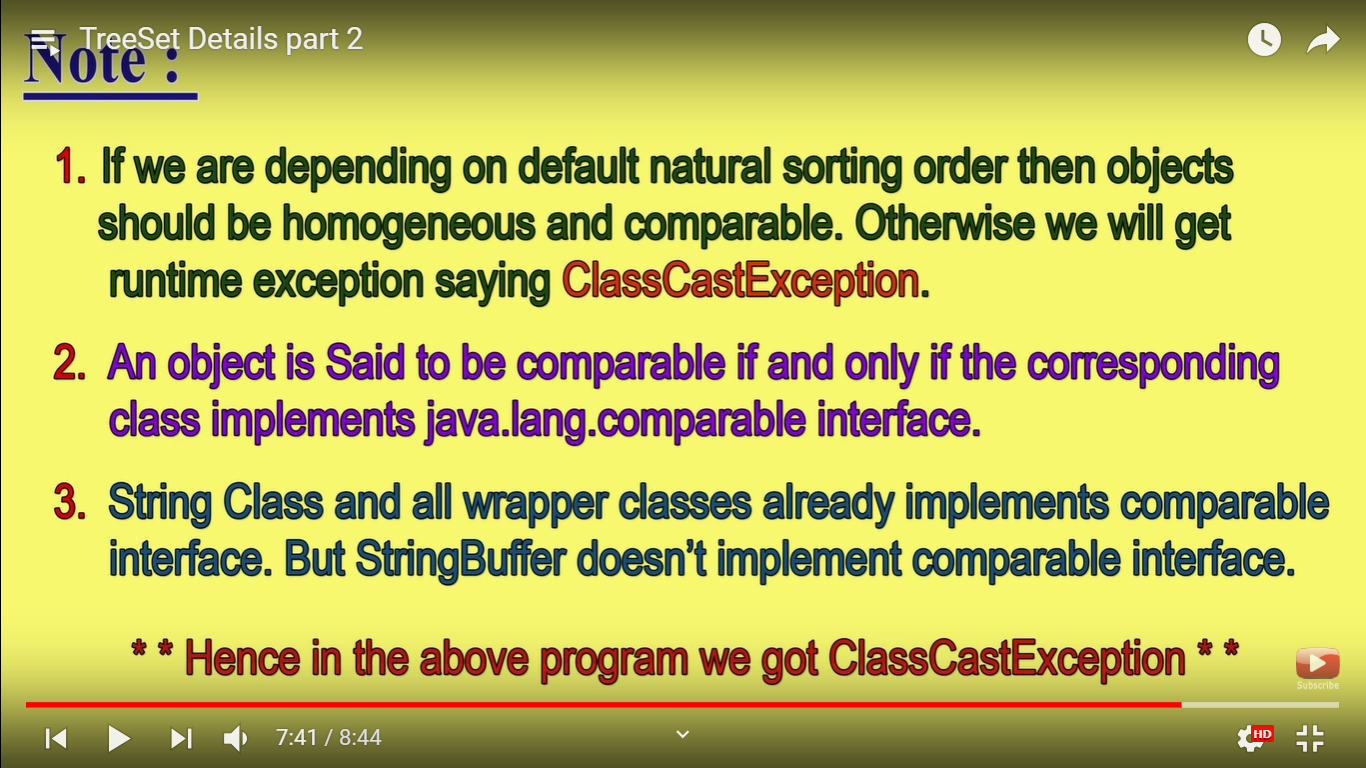 TreeSet Details part 2
Note :
1. If we are depending on default natural sorting order then objects
should be homogeneous and comparable. Otherwise we will get
runtime exception saying ClassCastException.
2. An object is Said to be comparable if and only if the corresponding
class implements java.lang.comparable interface.
3. String Class and all wrapper classes already implements comparable
interface. But StringBuffer doesn't implement comparable interface.
* * Hence in the above program we got ClassCastException * *
Subscribe
7:41 / 8:44
HD